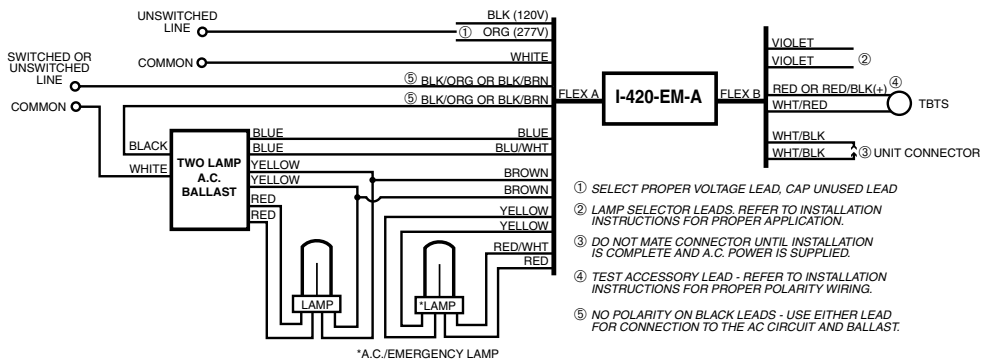 UNSWITCHED
LINE
BLK (120V)
① ORG (277V)
COMMON
WHITE
SWITCHED OR
UNSWITCHED
LINE
⑤ BLK/ORG OR BLK/BRN
COMMON
⑤ BLK/ORG OR BLK/BRN
FLEX A
I-420-EM-A
FLEX B
VIOLET
VIOLET
②
RED OR RED/BLK(+) ④
WHT/RED
TBTS
WHT/BLK
WHT/BLK
③ UNIT CONNECTOR
BLACK
WHITE
TWO LAMP
A.C.
BALLAST
BLUE
BLUE
YELLOW
YELLOW
RED
RED
BLUE
BLU/WHT
BROWN
BROWN
YELLOW
YELLOW
RED/WHT
RED
LAMP
*LAMP
*A.C./EMERGENCY LAMP
① SELECT PROPER VOLTAGE LEAD, CAP UNUSED LEAD
② LAMP SELECTOR LEADS. REFER TO INSTALLATION
INSTRUCTIONS FOR PROPER APPLICATION.
③ DO NOT MATE CONNECTOR UNTIL INSTALLATION
IS COMPLETE AND A.C. POWER IS SUPPLIED.
④ TEST ACCESSORY LEAD - REFER TO INSTALLATION
INSTRUCTIONS FOR PROPER POLARITY WIRING.
⑤ NO POLARITY ON BLACK LEADS - USE EITHER LEAD
FOR CONNECTION TO THE AC CIRCUIT AND BALLAST.